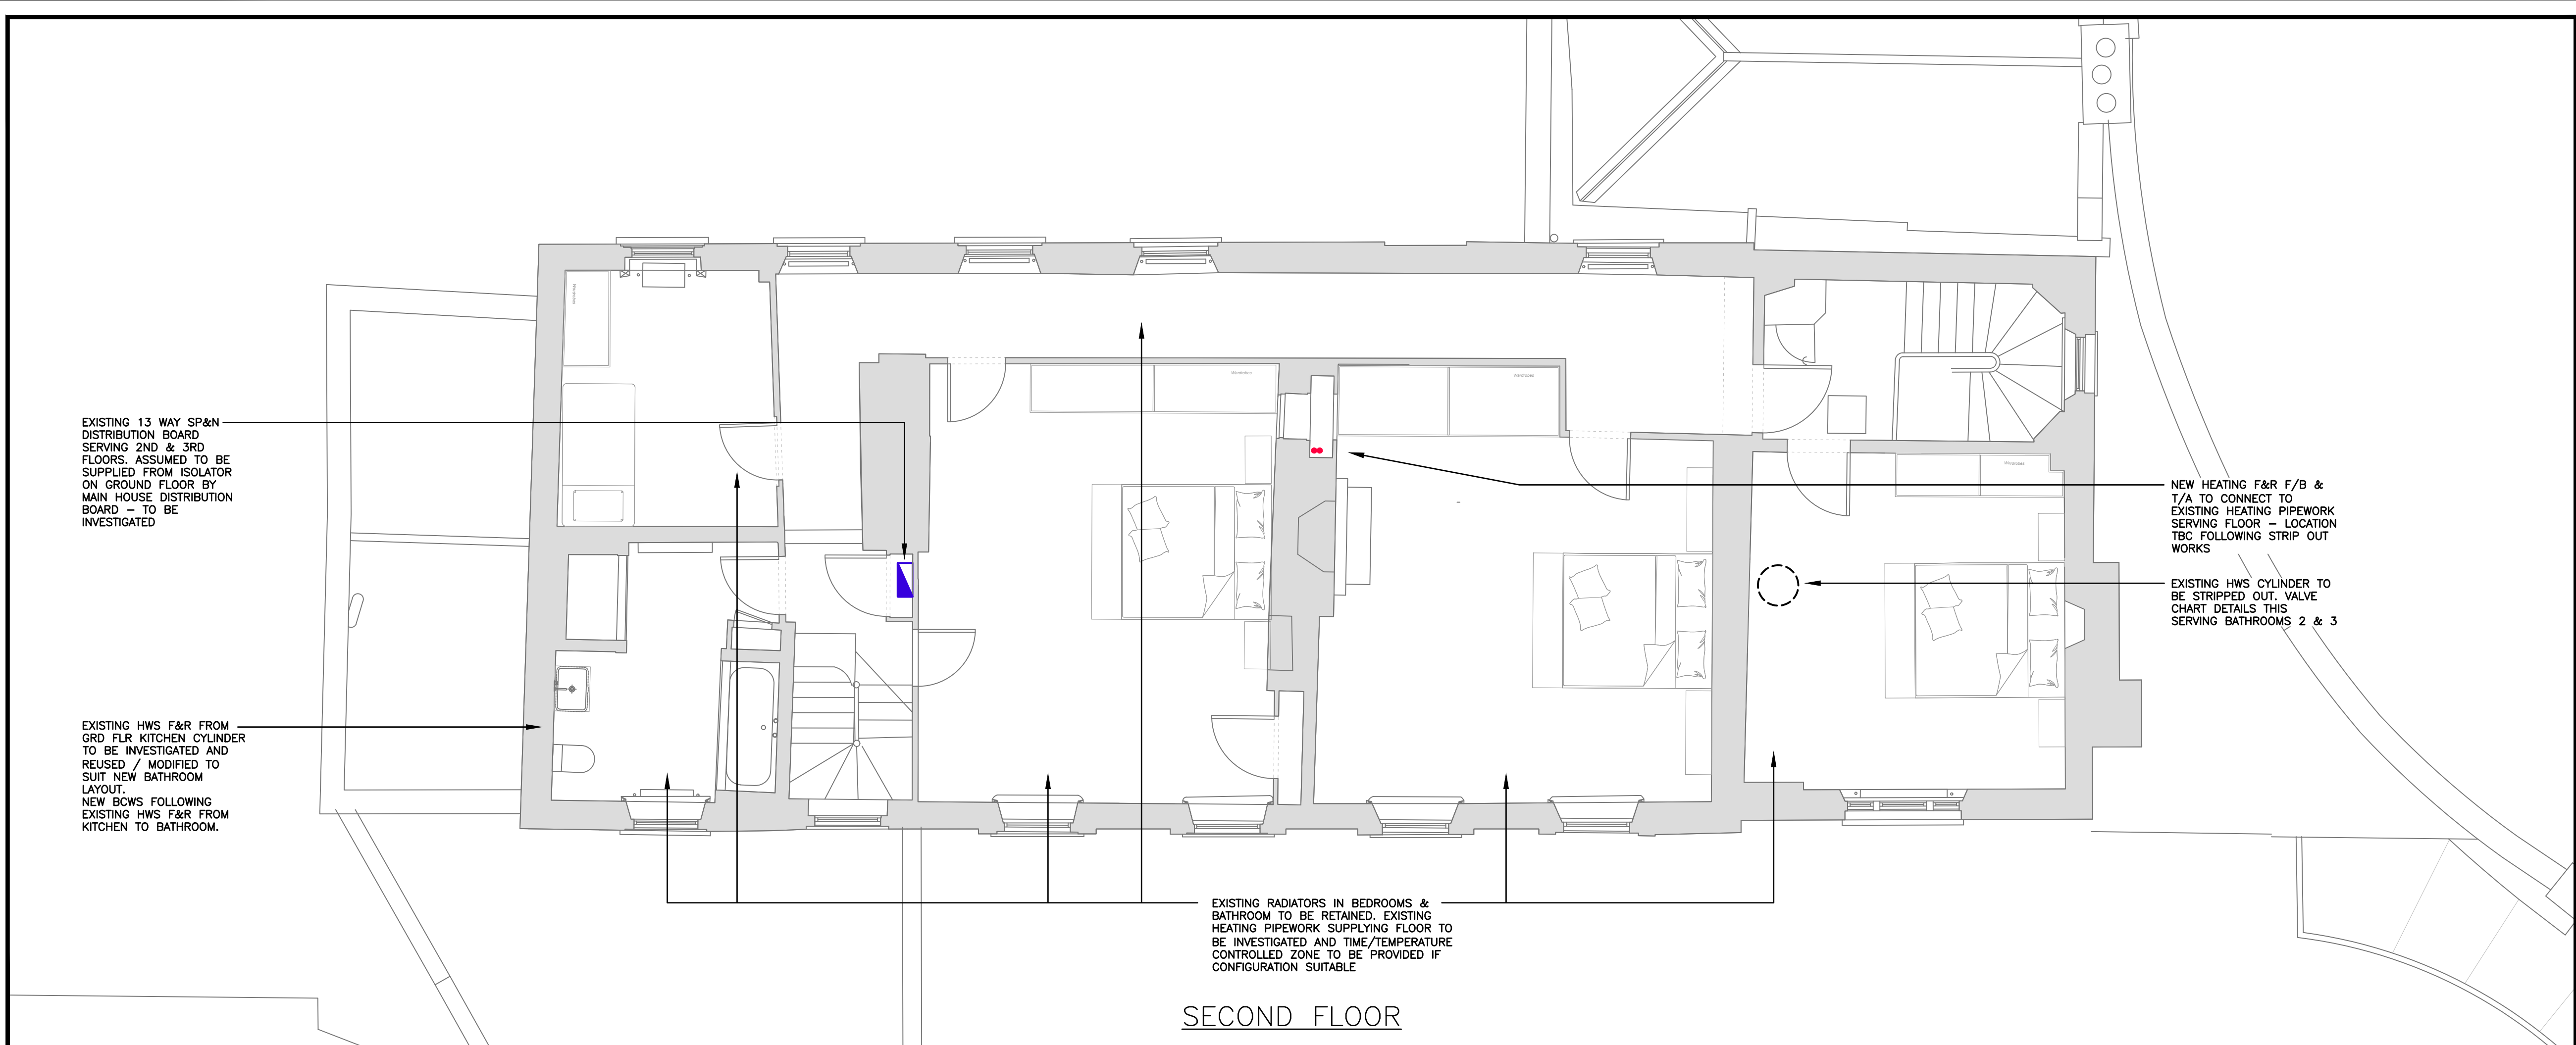 Wardrobe
Wardrobes
Wardrobes
Wardrobes
EXISTING 13 WAY SP&N
DISTRIBUTION BOARD
SERVING 2ND & 3RD
FLOORS. ASSUMED TO BE
SUPPLIED FROM ISOLATOR
ON GROUND FLOOR BY
MAIN HOUSE DISTRIBUTION
BOARD – TO BE
INVESTIGATED
NEW HEATING F&R F/B &
T/A TO CONNECT TO
EXISTING HEATING PIPEWORK
SERVING FLOOR – LOCATION
TBC FOLLOWING STRIP OUT
WORKS
EXISTING HWS CYLINDER TO
BE STRIPPED OUT. VALVE
CHART DETAILS THIS
SERVING BATHROOMS 2 & 3
EXISTING HWS F&R FROM
GRD FLR KITCHEN CYLINDER
TO BE INVESTIGATED AND
REUSED / MODIFIED TO
SUIT NEW BATHROOM
LAYOUT.
NEW BCWS FOLLOWING
EXISTING HWS F&R FROM
KITCHEN TO BATHROOM.
EXISTING RADIATORS IN BEDROOMS &
BATHROOM TO BE RETAINED. EXISTING
HEATING PIPEWORK SUPPLYING FLOOR TO
BE INVESTIGATED AND TIME/TEMPERATURE
CONTROLLED ZONE TO BE PROVIDED IF
CONFIGURATION SUITABLE
SECOND FLOOR